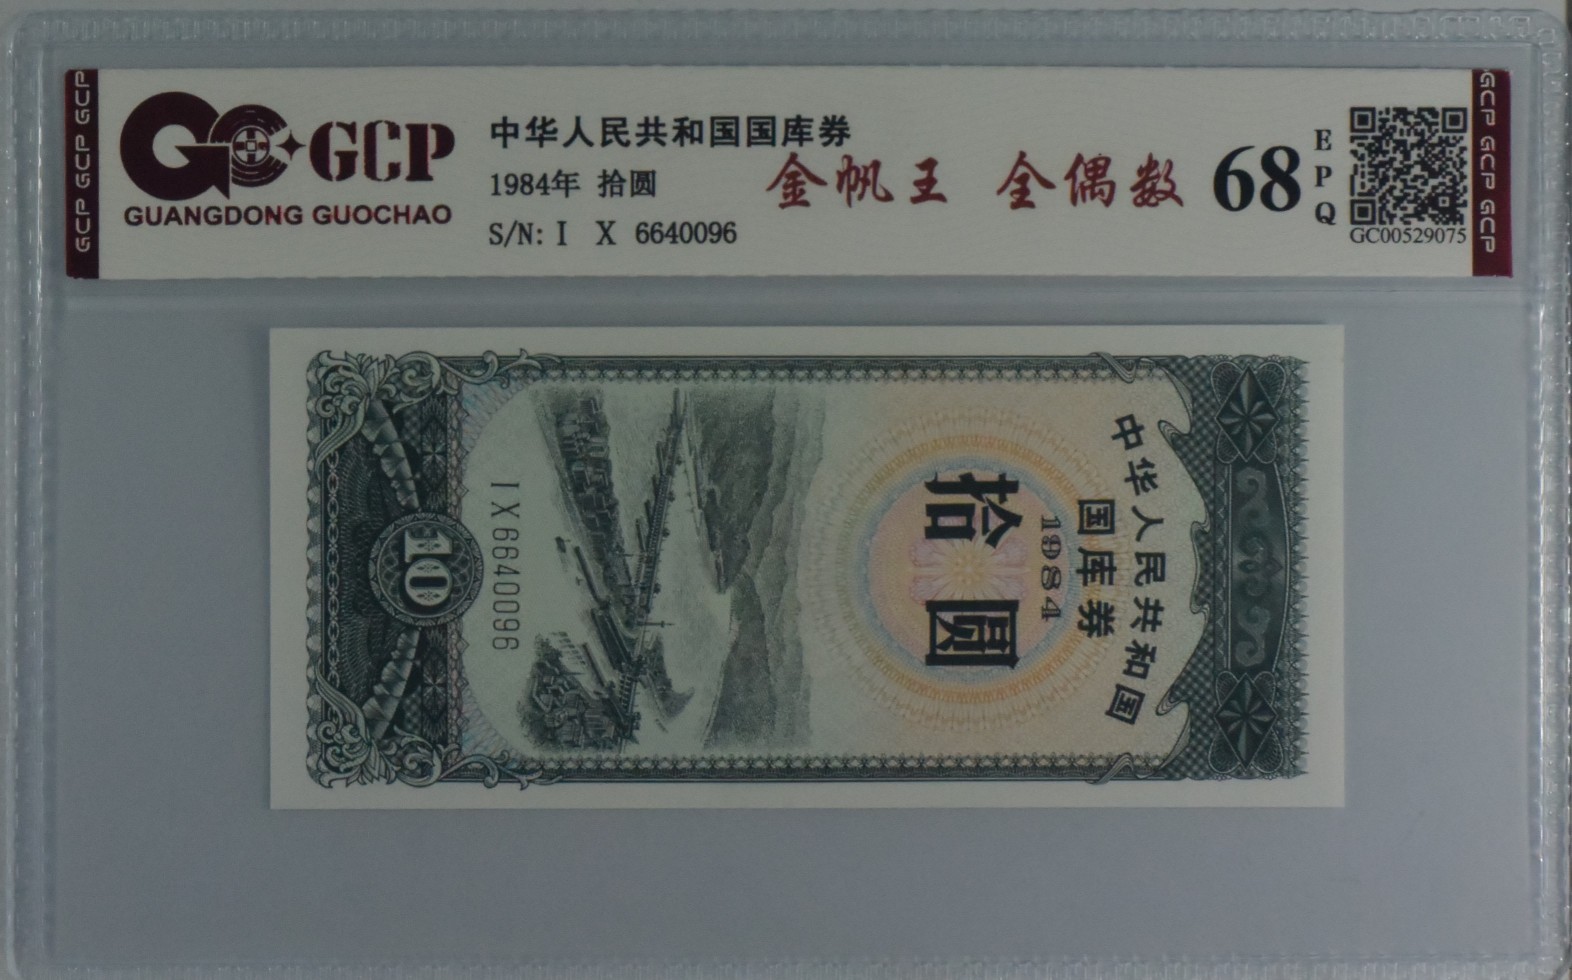 GCP GCP GCP
GCP
GUANGDONG GUOCHAO
中华人民共和国国库券
1984年 拾圆
S/N: I X 6640096
金帆王 全偶数
68
EPQ
GC00529075
GCP GCP GCP
中华人民共和国
国库券
1984
拾圆
IX6640096
10